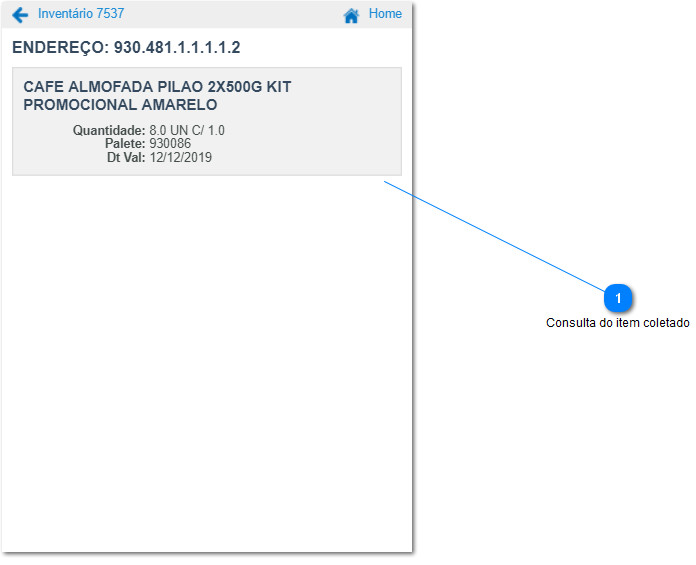 Inventário 7537 Home
ENDEREÇO: 930.481.1.1.1.1.2
CAFE ALMOFADA PILAO 2X500G KIT
PROMOCIONAL AMARELO
Quantidade: 8.0 UN C/ 1.0
Palete: 930086
Dt Val: 12/12/2019
1
Consulta do item coletado